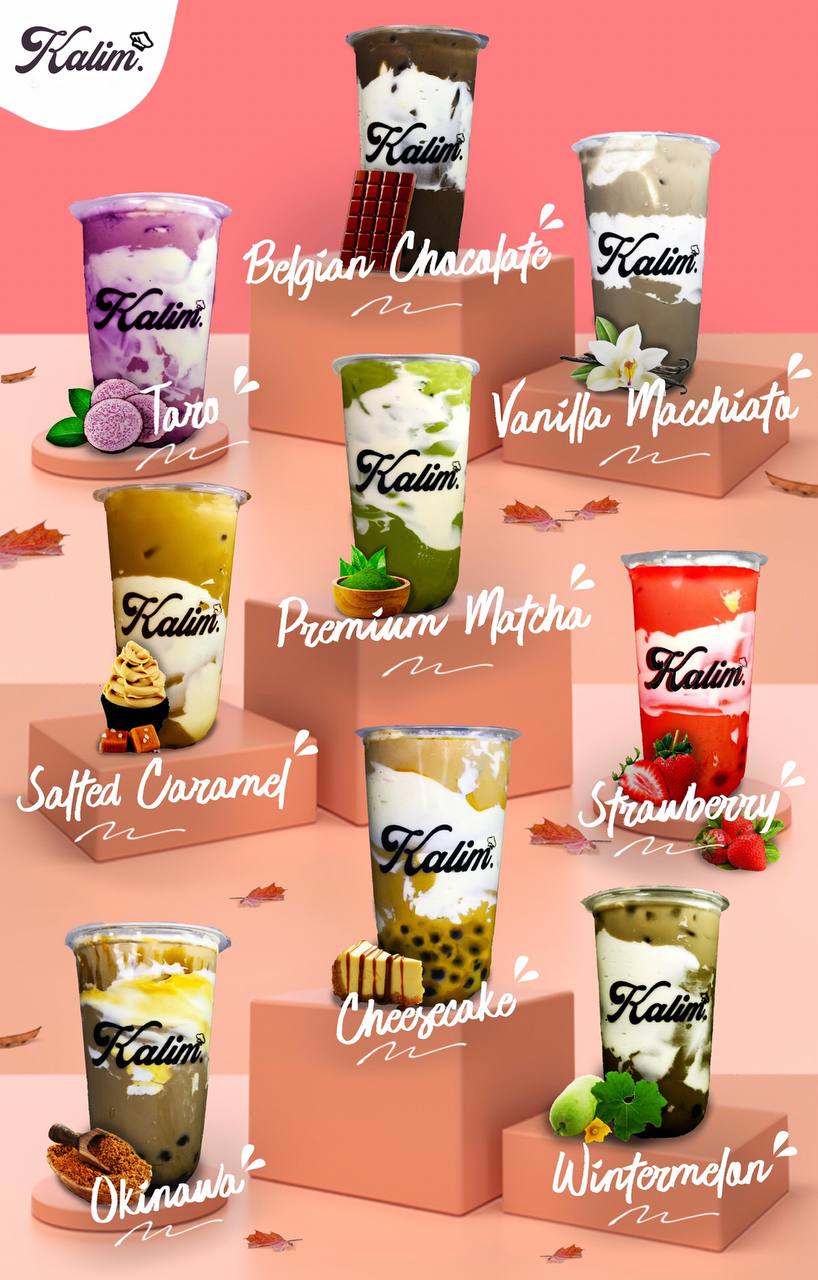 Kalim.
Kalim.
Belgian Chocolate
Kalim.
Vanilla Macchiato
Kalim.
Taro
Kalim.
Premium Matcha
Kalim.
Salted Caramel
Kalim.
Strawberry
Kalim.
Cheesecake
Kalim.
Okinawa
Kalim.
Wintermelon